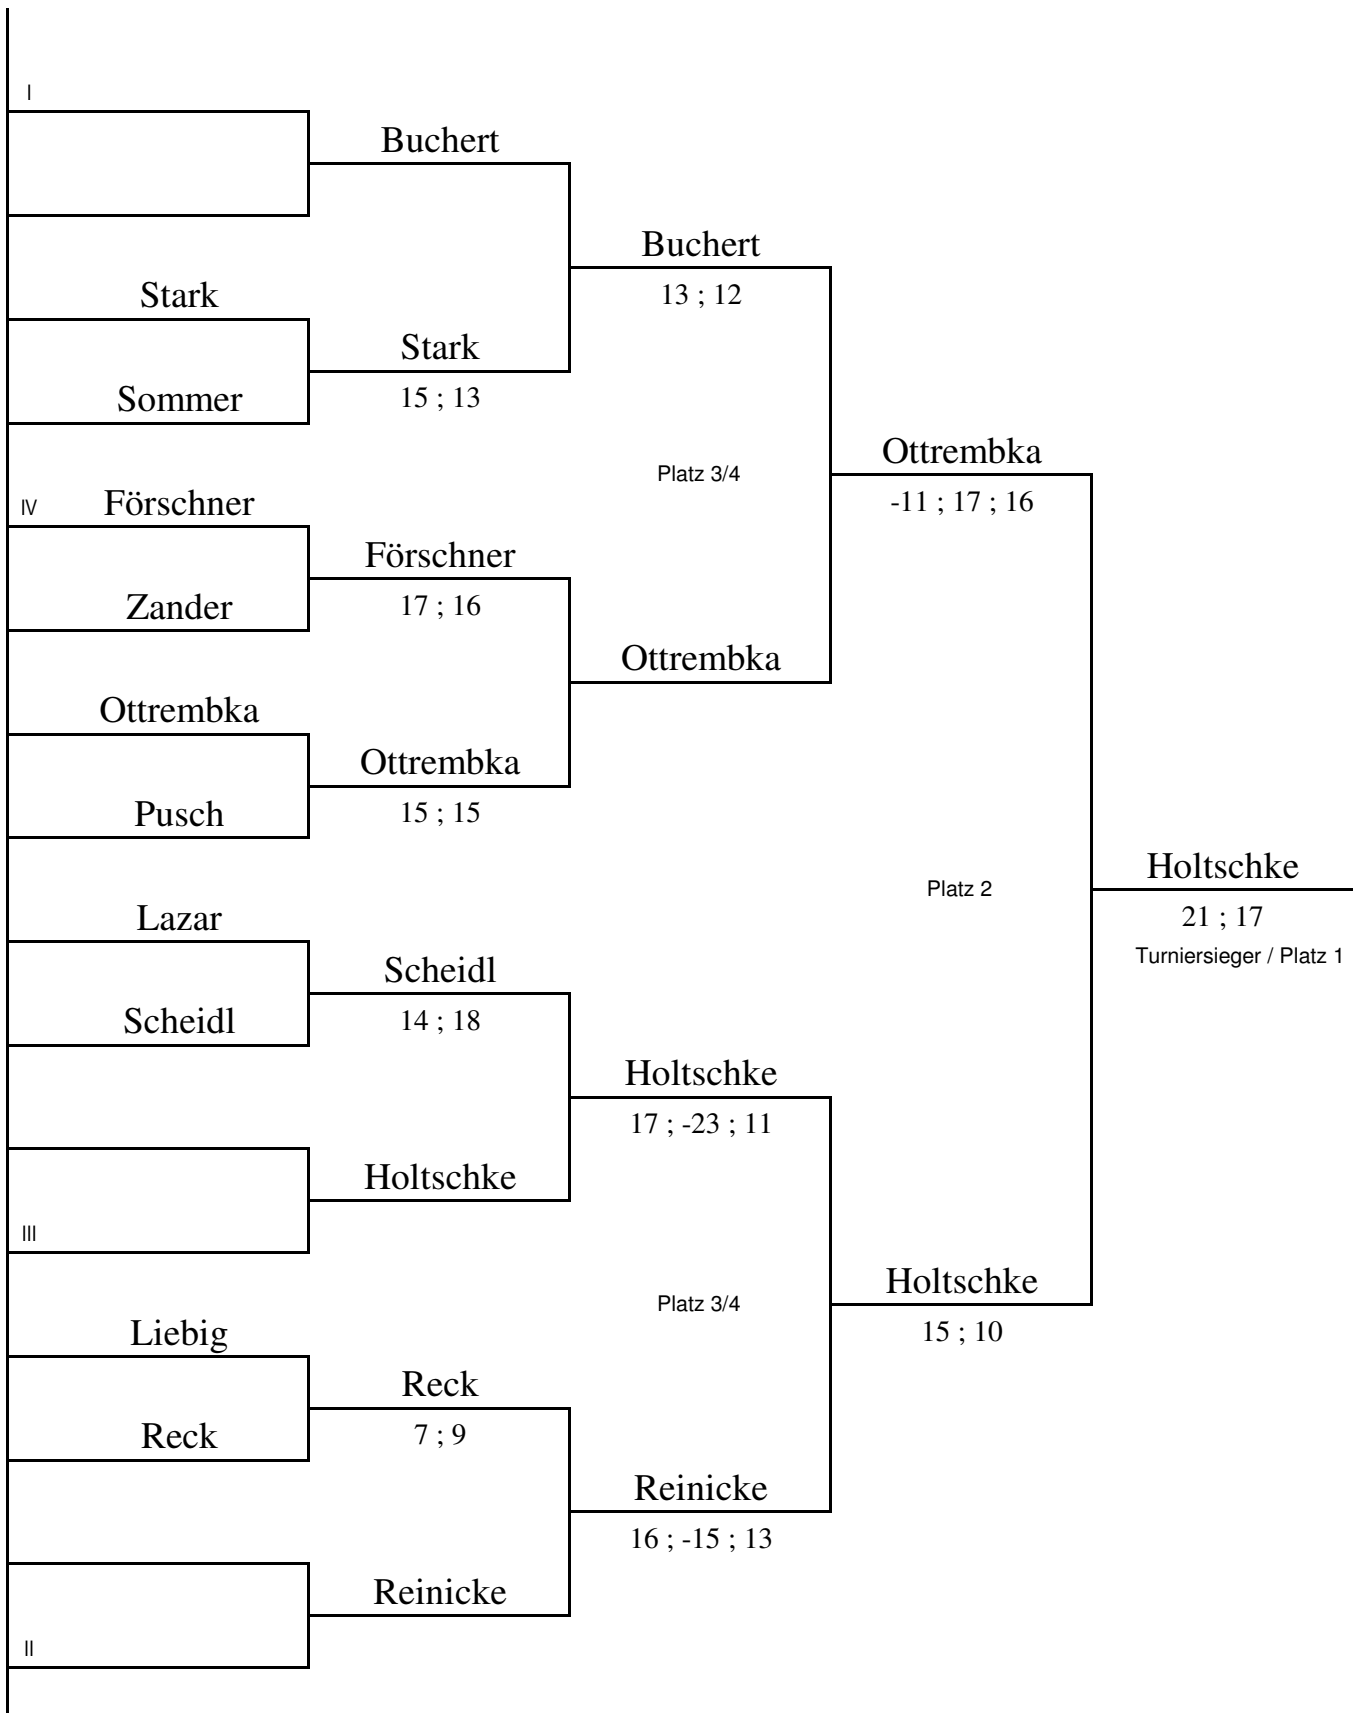 I
Buchert
Buchert
13 ; 12
Stark
Stark
15 ; 13
Sommer
Ottrembka
-11 ; 17 ; 16
Platz 3/4
IV
Förschner
Förschner
17 ; 16
Zander
Ottrembka
Ottrembka
Ottrembka
15 ; 15
Pusch
Holtschke
21 ; 17
Turniersieger / Platz 1
Platz 2
Lazar
Scheidl
14 ; 18
Scheidl
Holtschke
17 ; -23 ; 11
Holtschke
III
Holtschke
15 ; 10
Platz 3/4
Liebig
Reck
7 ; 9
Reck
Reinicke
16 ; -15 ; 13
Reinicke
II